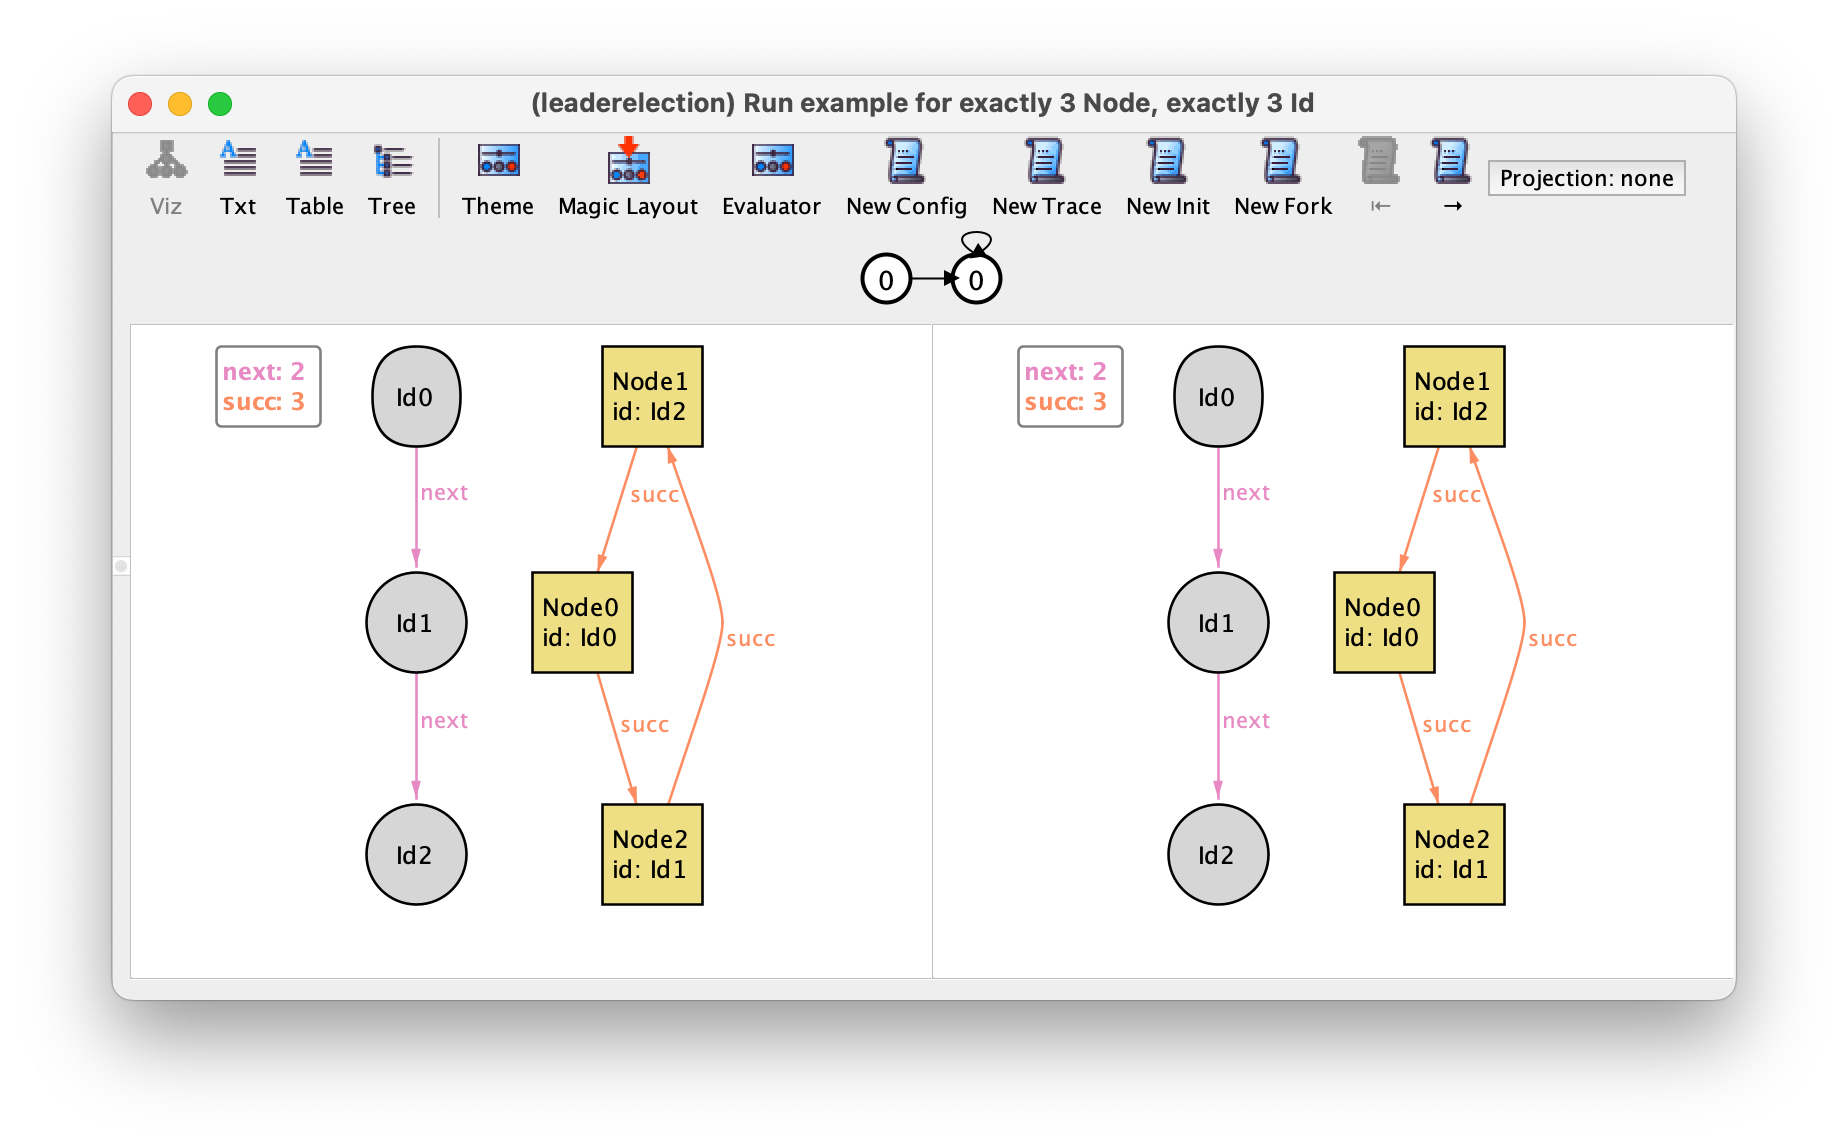 (leaderelection) Run example for exactly 3 Node, exactly 3 Id
Viz Txt Table Tree Theme Magic Layout Evaluator New Config New Trace New Init New Fork ⇤ → Projection: none
0 0
next: 2
succ: 3
Id0
Node1
id: Id2
next
succ
Id1
Node0
id: Id0
succ
next
succ
Id2
Node2
id: Id1
next: 2
succ: 3
Id0
Node1
id: Id2
next
succ
Id1
Node0
id: Id0
succ
next
succ
Id2
Node2
id: Id1